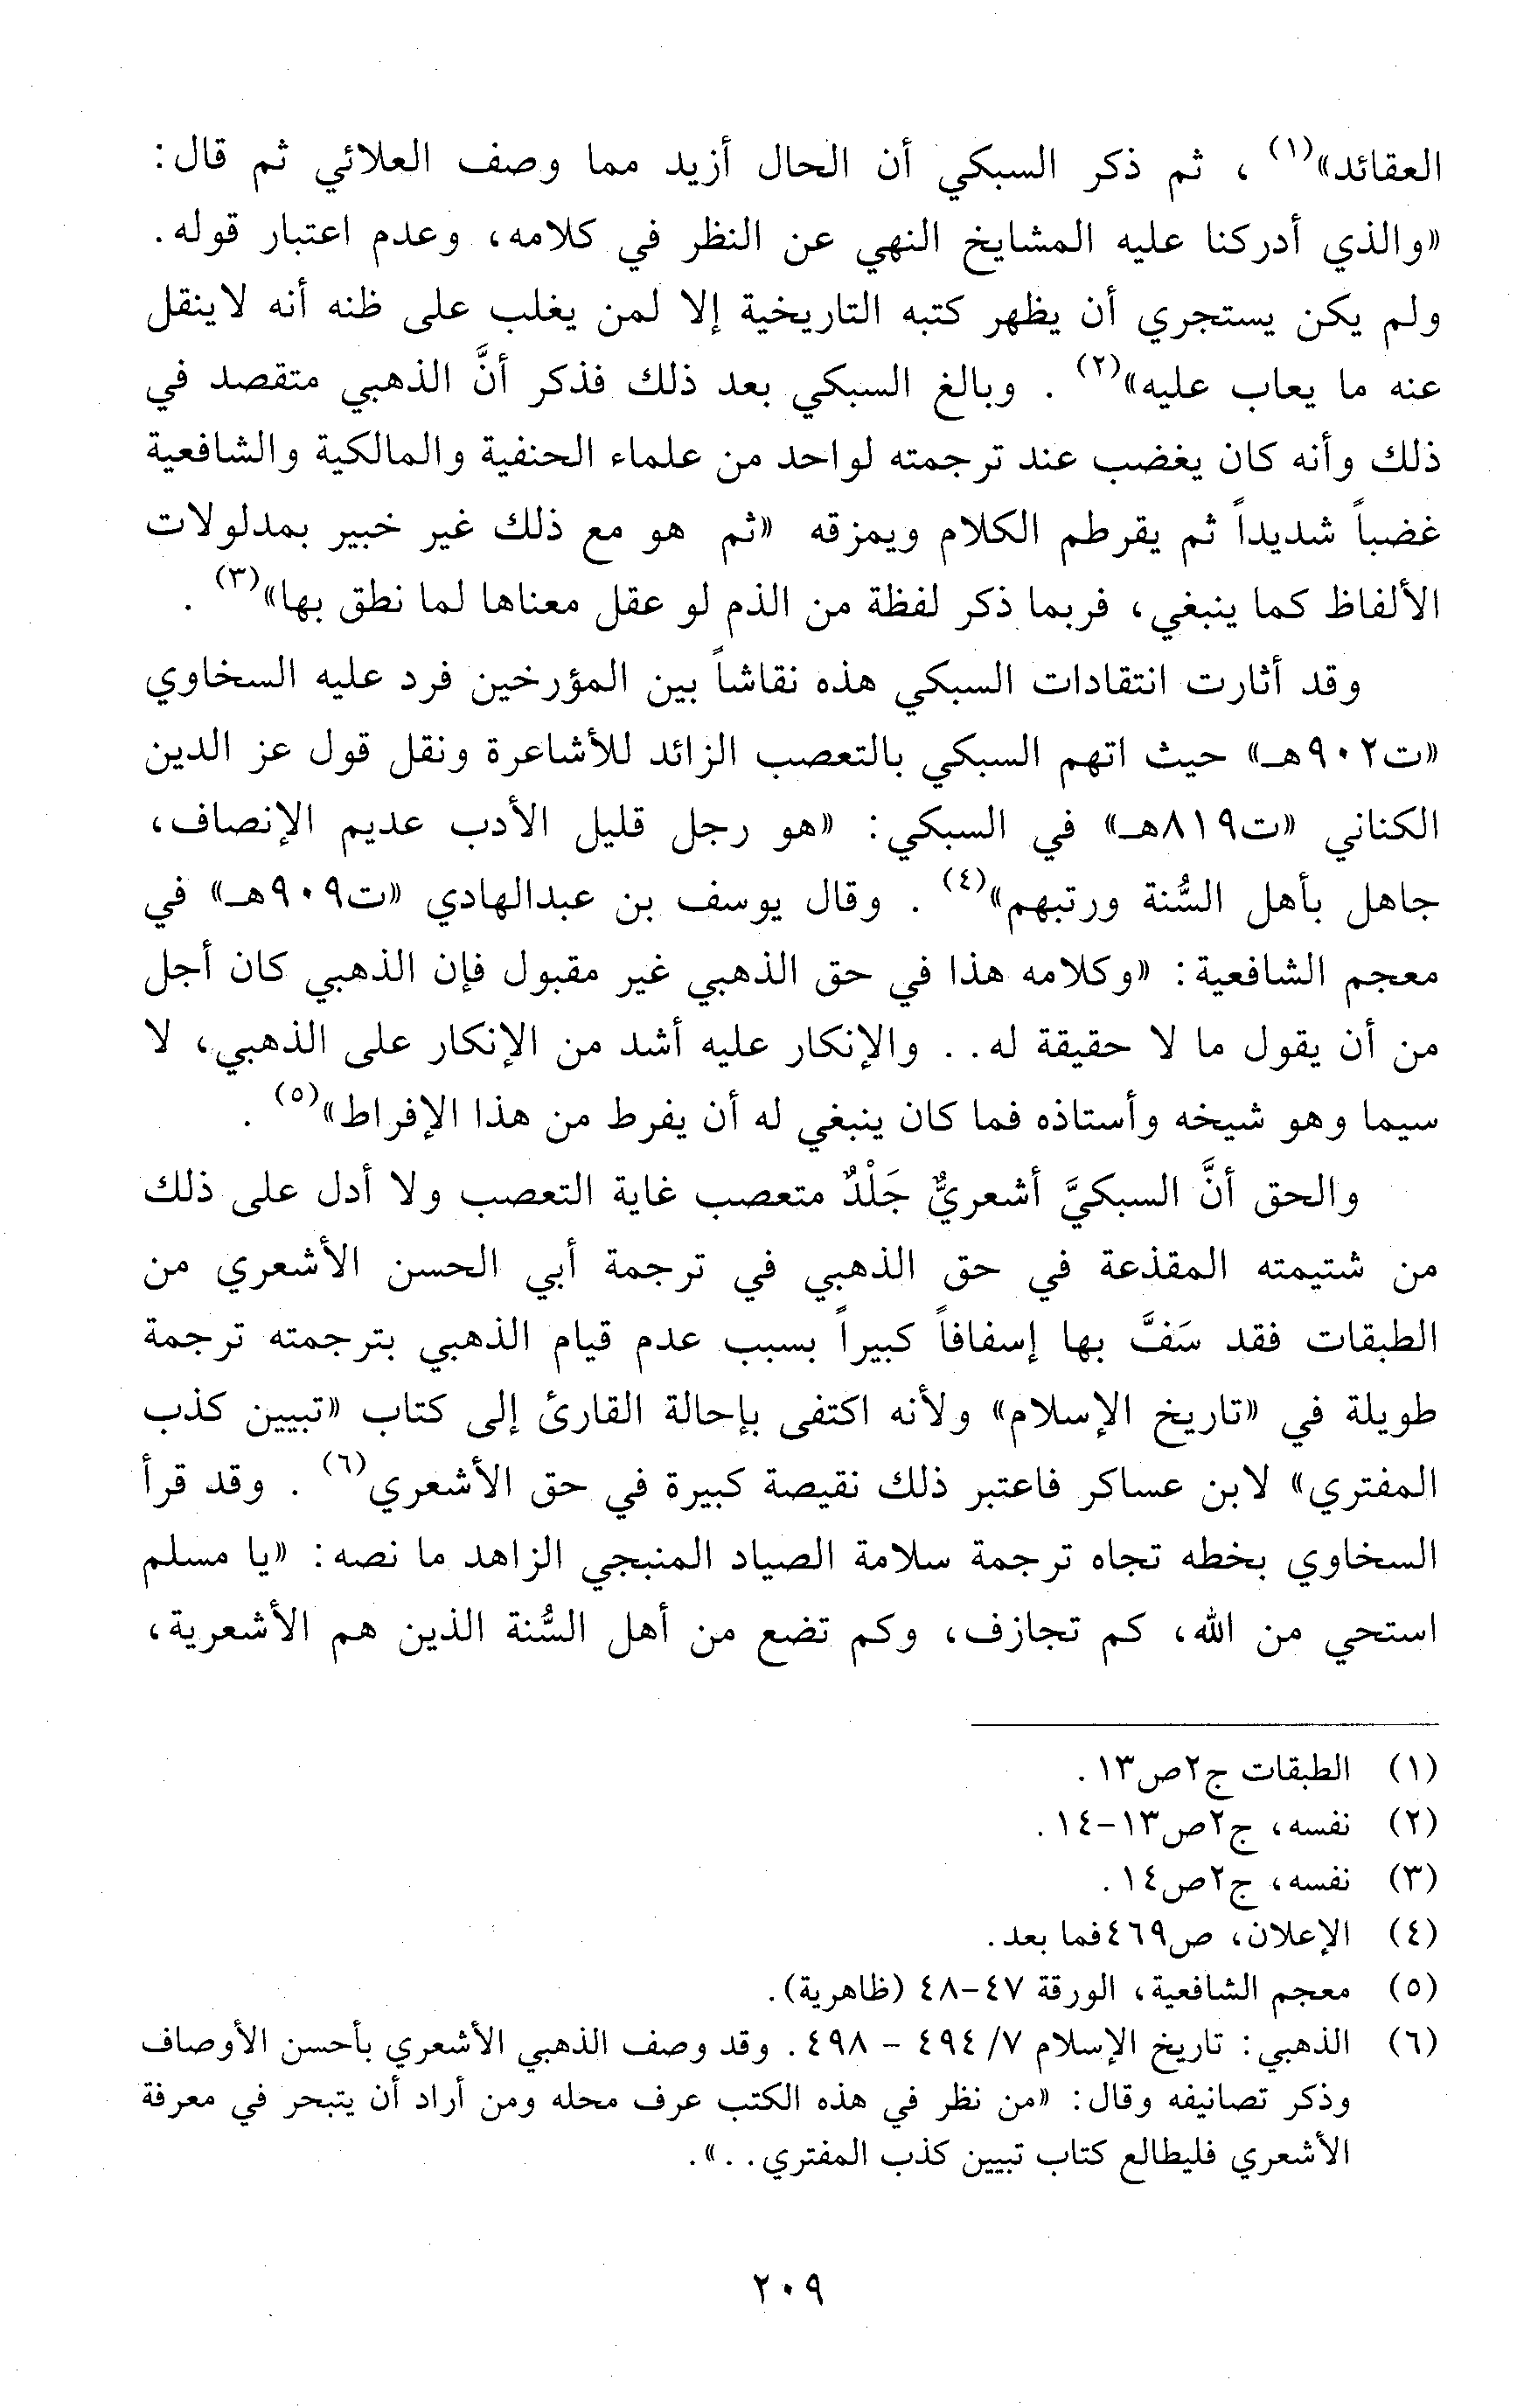 العقائد»(١) ، ثم ذكر السبكي أن الحال أزيد مما وصف العلائي ثم قال:
«والذي أدركنا عليه المشايخ النهي عن النظر في كلامه، وعدم اعتبار قوله.
ولم يكن يستجري أن يظهر كتبه التاريخية إلا لمن يغلب على ظنه أنه لاينقل
عنه ما يعاب عليه»(٢) . وبالغ السبكي بعد ذلك فذكر أنَّ الذهبي متقصد في
ذلك وأنه كان يغضب عند ترجمته لواحد من علماء الحنفية والمالكية والشافعية
غضباً شديداً ثم يقرطم الكلام ويمزقه «ثم هو مع ذلك غير خبير بمدلولات
الألفاظ كما ينبغي، فربما ذكر لفظة من الذم لو عقل معناها لما نطق بها»(٣) .
وقد أثارت انتقادات السبكي هذه نقاشاً بين المؤرخين فرد عليه السخاوي
«ت٩٠٢هـ» حيث اتهم السبكي بالتعصب الزائد للأشاعرة ونقل قول عز الدين
الكناني «ت٨١٩هـ» في السبكي: «هو رجل قليل الأدب عديم الإنصاف،
جاهل بأهل السُّنة ورتبهم»(٤) . وقال يوسف بن عبدالهادي «ت٩٠٩هـ» في
معجم الشافعية: «وكلامه هذا في حق الذهبي غير مقبول فإن الذهبي كان أجل
من أن يقول ما لا حقيقة له.. والإنكار عليه أشد من الإنكار على الذهبي، لا
سيما وهو شيخه وأستاذه فما كان ينبغي له أن يفرط من هذا الإفراط»(٥) .
والحق أنَّ السبكيَّ أشعريٌّ جَلْدٌ متعصب غاية التعصب ولا أدل على ذلك
من شتيمته المقذعة في حق الذهبي في ترجمة أبي الحسن الأشعري من
الطبقات فقد سَفَّ بها إسفافاً كبيراً بسبب عدم قيام الذهبي بترجمته ترجمة
طويلة في «تاريخ الإسلام» ولأنه اكتفى بإحالة القارئ إلى كتاب «تبيين كذب
المفتري» لابن عساكر فاعتبر ذلك نقيصة كبيرة في حق الأشعري(٦) . وقد قرأ
السخاوي بخطه تجاه ترجمة سلامة الصياد المنبجي الزاهد ما نصه: «يا مسلم
استحي من الله، كم تجازف، وكم تضع من أهل السُّنة الذين هم الأشعرية،
(١) الطبقات ج٢ص١٣.
(٢) نفسه، ج٢ص١٣-١٤.
(٣) نفسه، ج٢ص١٤.
(٤) الإعلان، ص٤٦٩فما بعد.
(٥) معجم الشافعية، الورقة ٤٧-٤٨ (ظاهرية).
(٦) الذهبي: تاريخ الإسلام ٧/ ٤٩٤ - ٤٩٨. وقد وصف الذهبي الأشعري بأحسن الأوصاف
وذكر تصانيفه وقال: «من نظر في هذه الكتب عرف محله ومن أراد أن يتبحر في معرفة
الأشعري فليطالع كتاب تبيين كذب المفتري..».
٢٠٩